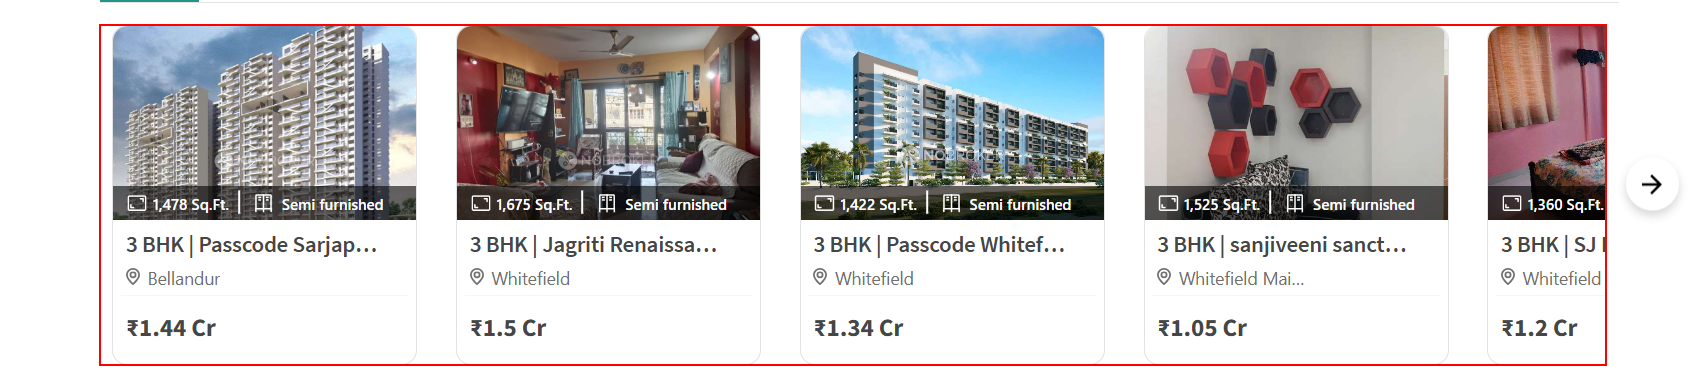 1,478 Sq.Ft. | Semi furnished
3 BHK | Passcode Sarjap...
Bellandur
₹1.44 Cr
1,675 Sq.Ft. | Semi furnished
3 BHK | Jagriti Renaissa...
Whitefield
₹1.5 Cr
1,422 Sq.Ft. | Semi furnished
3 BHK | Passcode Whitef...
Whitefield
₹1.34 Cr
1,525 Sq.Ft. | Semi furnished
3 BHK | sanjiveeni sanct...
Whitefield Mai...
₹1.05 Cr
1,360 Sq.Ft.
3 BHK | SJ
Whitefield
₹1.2 Cr